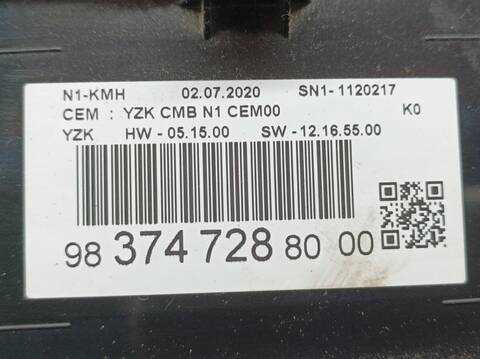 N1-KMH 02.07.2020 SN1- 1120217
CEM : YZK CMB N1 CEM00 K0
YZK HW - 05.15.00 SW - 12.16.55.00
98 374 728 80 00